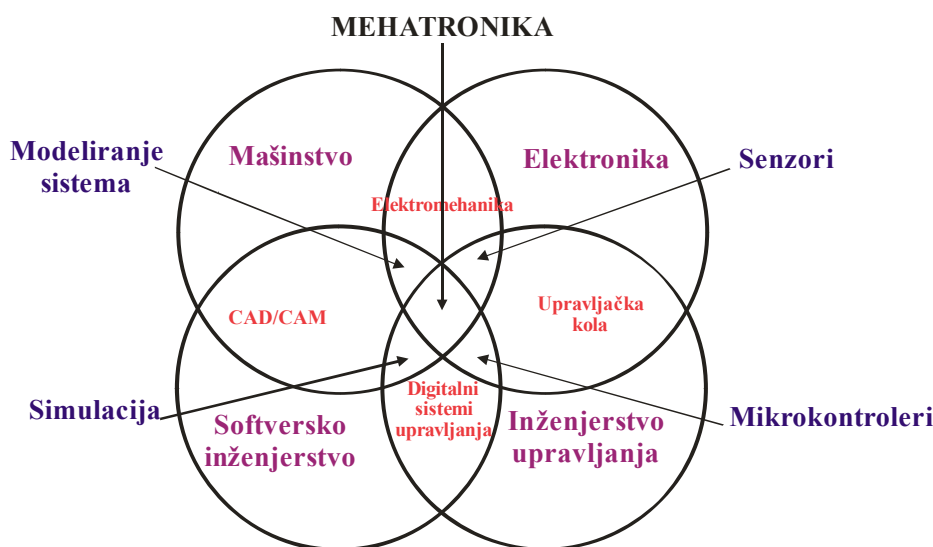 MEHATRONIKA
Modeliranje
sistema
Mašinstvo
Elektronika
Senzori
Elektromehanika
CAD/CAM
Upravljačka
kola
Simulacija
Softversko
inženjerstvo
Digitalni
sistemi
upravljanja
Inženjerstvo
upravljanja
Mikrokontroleri